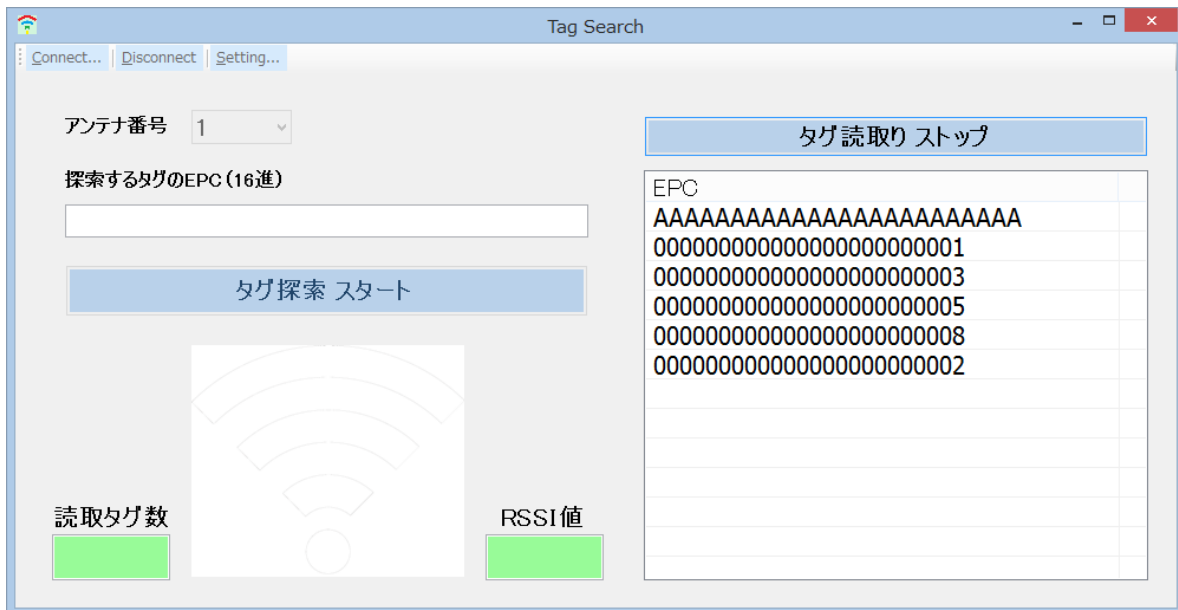 Tag Search
Connect... Disconnect Setting...
アンテナ番号 1
探索するタグのEPC(16進)
タグ探索 スタート
読取タグ数
RSSI値
タグ読取り ストップ
EPC
AAAAAAAAAAAAAAAAAAAAAAAA
000000000000000000000001
000000000000000000000003
000000000000000000000005
000000000000000000000008
000000000000000000000002